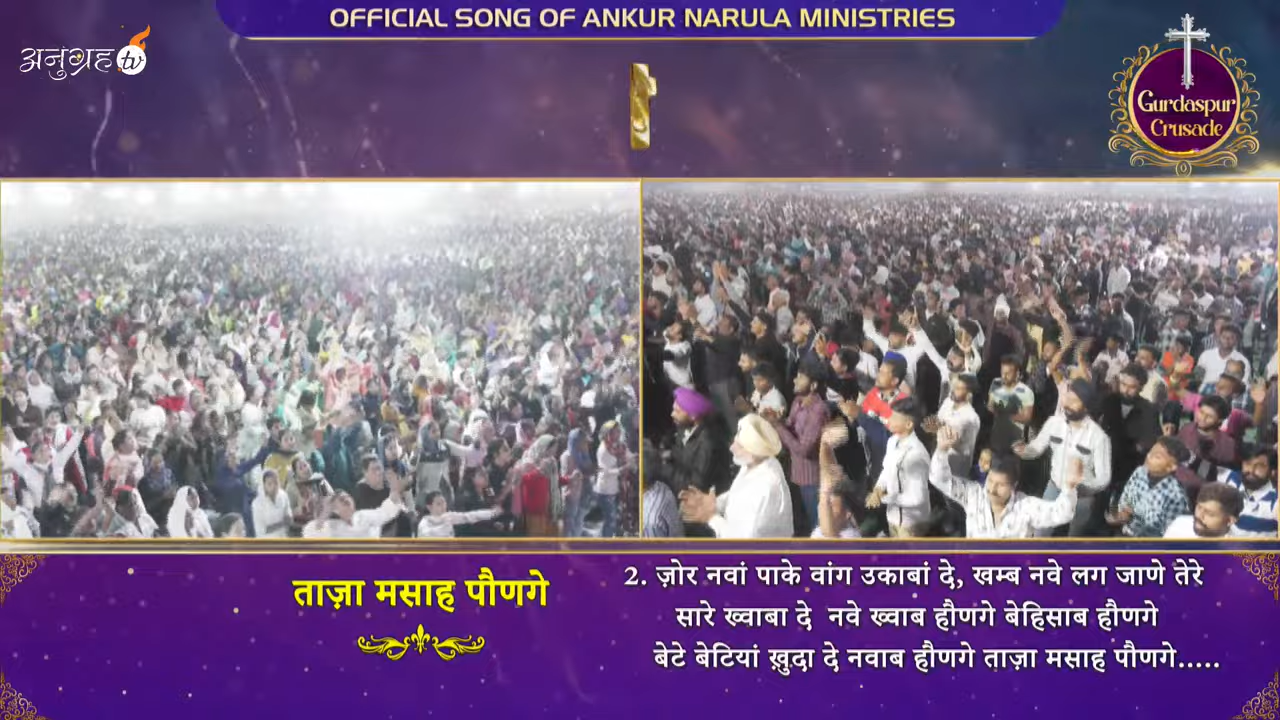 OFFICIAL SONG OF ANKUR NARULA MINISTRIES
अनुग्रह tv
Gurdaspur
Crusade
ताज़ा मसाह पौणगे
2. ज़ोर नवां पाके वांग उकाबां दे, खम्ब नवे लग जाणे तेरे
सारे ख्वाबा दे नवे ख्वाब हौणगे बेहिसाब हौणगे
बेटे बेटियां ख़ुदा दे नवाब हौणगे ताज़ा मसाह पौणगे.....